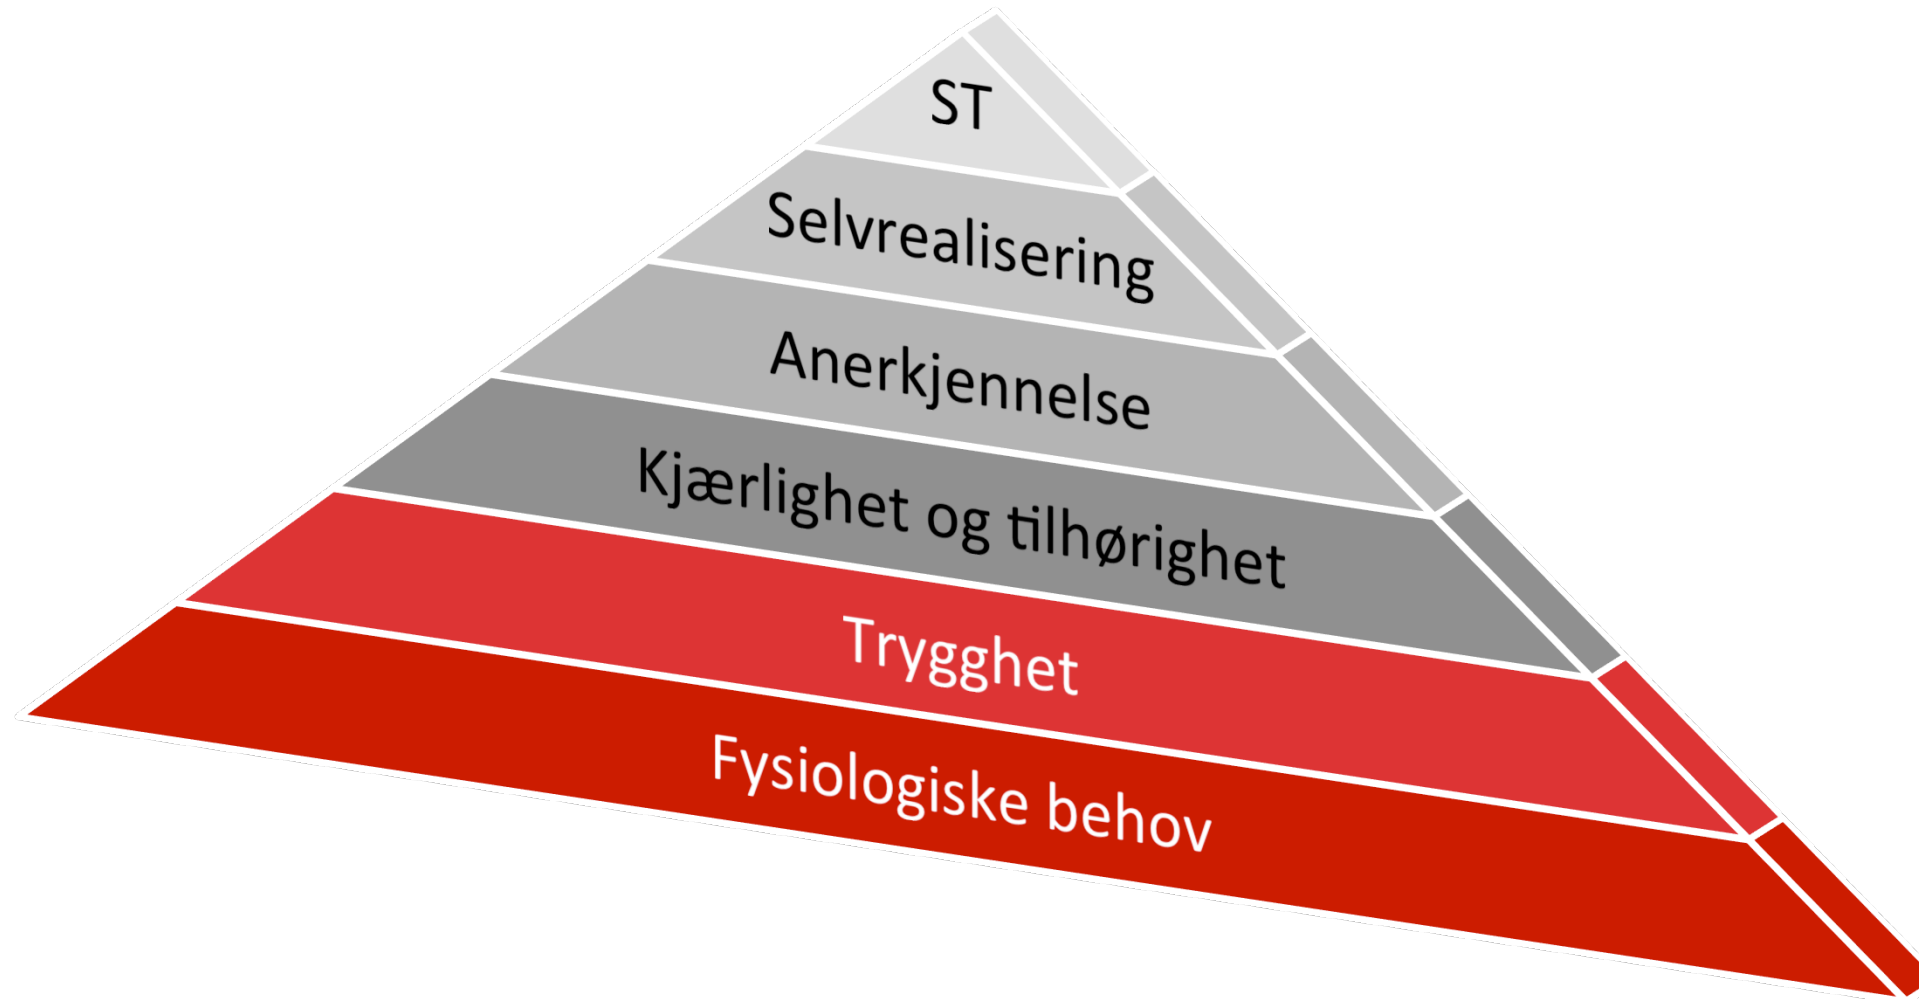 ST
Selvrealisering
Anerkjennelse
Kjærlighet og tilhørighet
Trygghet
Fysiologiske behov